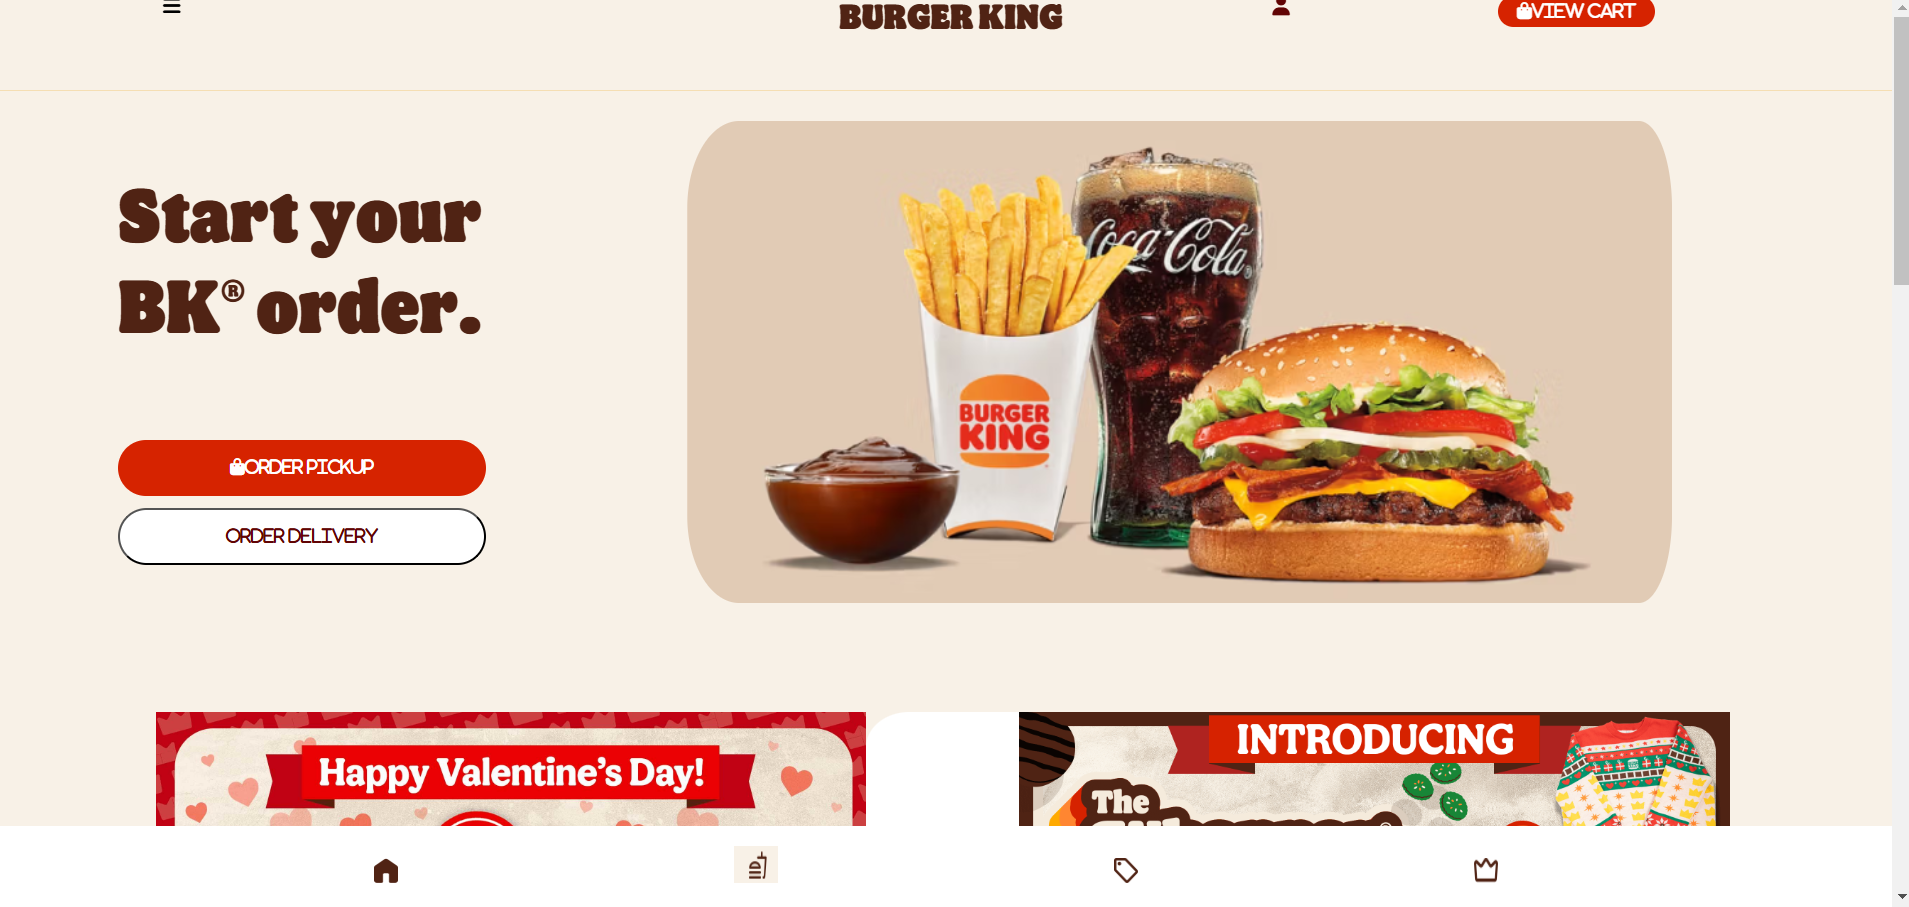 BURGER KING
VIEW CART
Start your
BK® order.
ORDER PICKUP
ORDER DELIVERY
Coca-Cola®
BURGER
KING
Happy Valentine's Day!
INTRODUCING
The